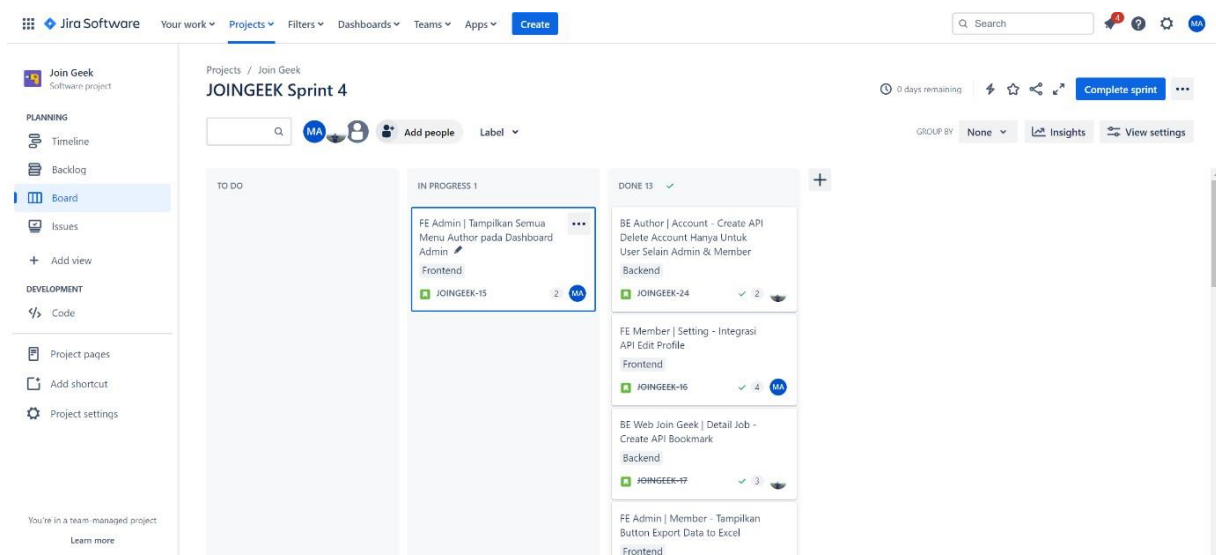 Jira Software
Your work
Projects
Filters
Dashboards
Teams
Apps
Create
Search
4
MA
Join Geek
Software project
PLANNING
Timeline
Backlog
Board
Issues
+ Add view
DEVELOPMENT
Code
Project pages
Add shortcut
Project settings
You're in a team-managed project
Learn more
Projects / Join Geek
JOINGEEK Sprint 4
0 days remaining
Complete sprint
MA
Add people
Label
GROUP BY
None
Insights
View settings
TO DO
IN PROGRESS 1
FE Admin | Tampilkan Semua
Menu Author pada Dashboard
Admin
Frontend
JOINGEEK-15
2
MA
DONE 13
BE Author | Account - Create API
Delete Account Hanya Untuk
User Selain Admin & Member
Backend
JOINGEEK-24
2
FE Member | Setting - Integrasi
API Edit Profile
Frontend
JOINGEEK-16
4
MA
BE Web Join Geek | Detail Job -
Create API Bookmark
Backend
JOINGEEK-17
3
FE Admin | Member - Tampilkan
Button Export Data to Excel
Frontend